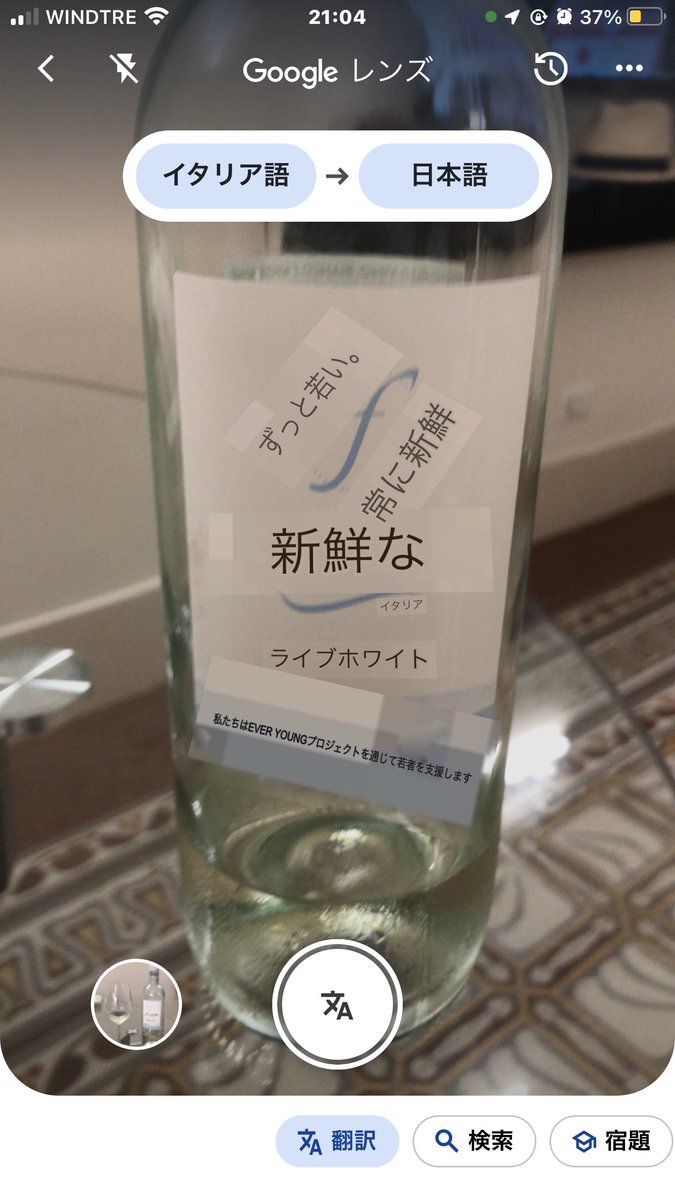 WINDTRE
21:04
37%
Google レンズ
イタリア語 → 日本語
ずっと若い。
常に新鮮
新鮮な
イタリア
ライブホワイト
私たちはEVER YOUNGプロジェクトを通じて若者を支援します
文A
文A 翻訳
検索
宿題